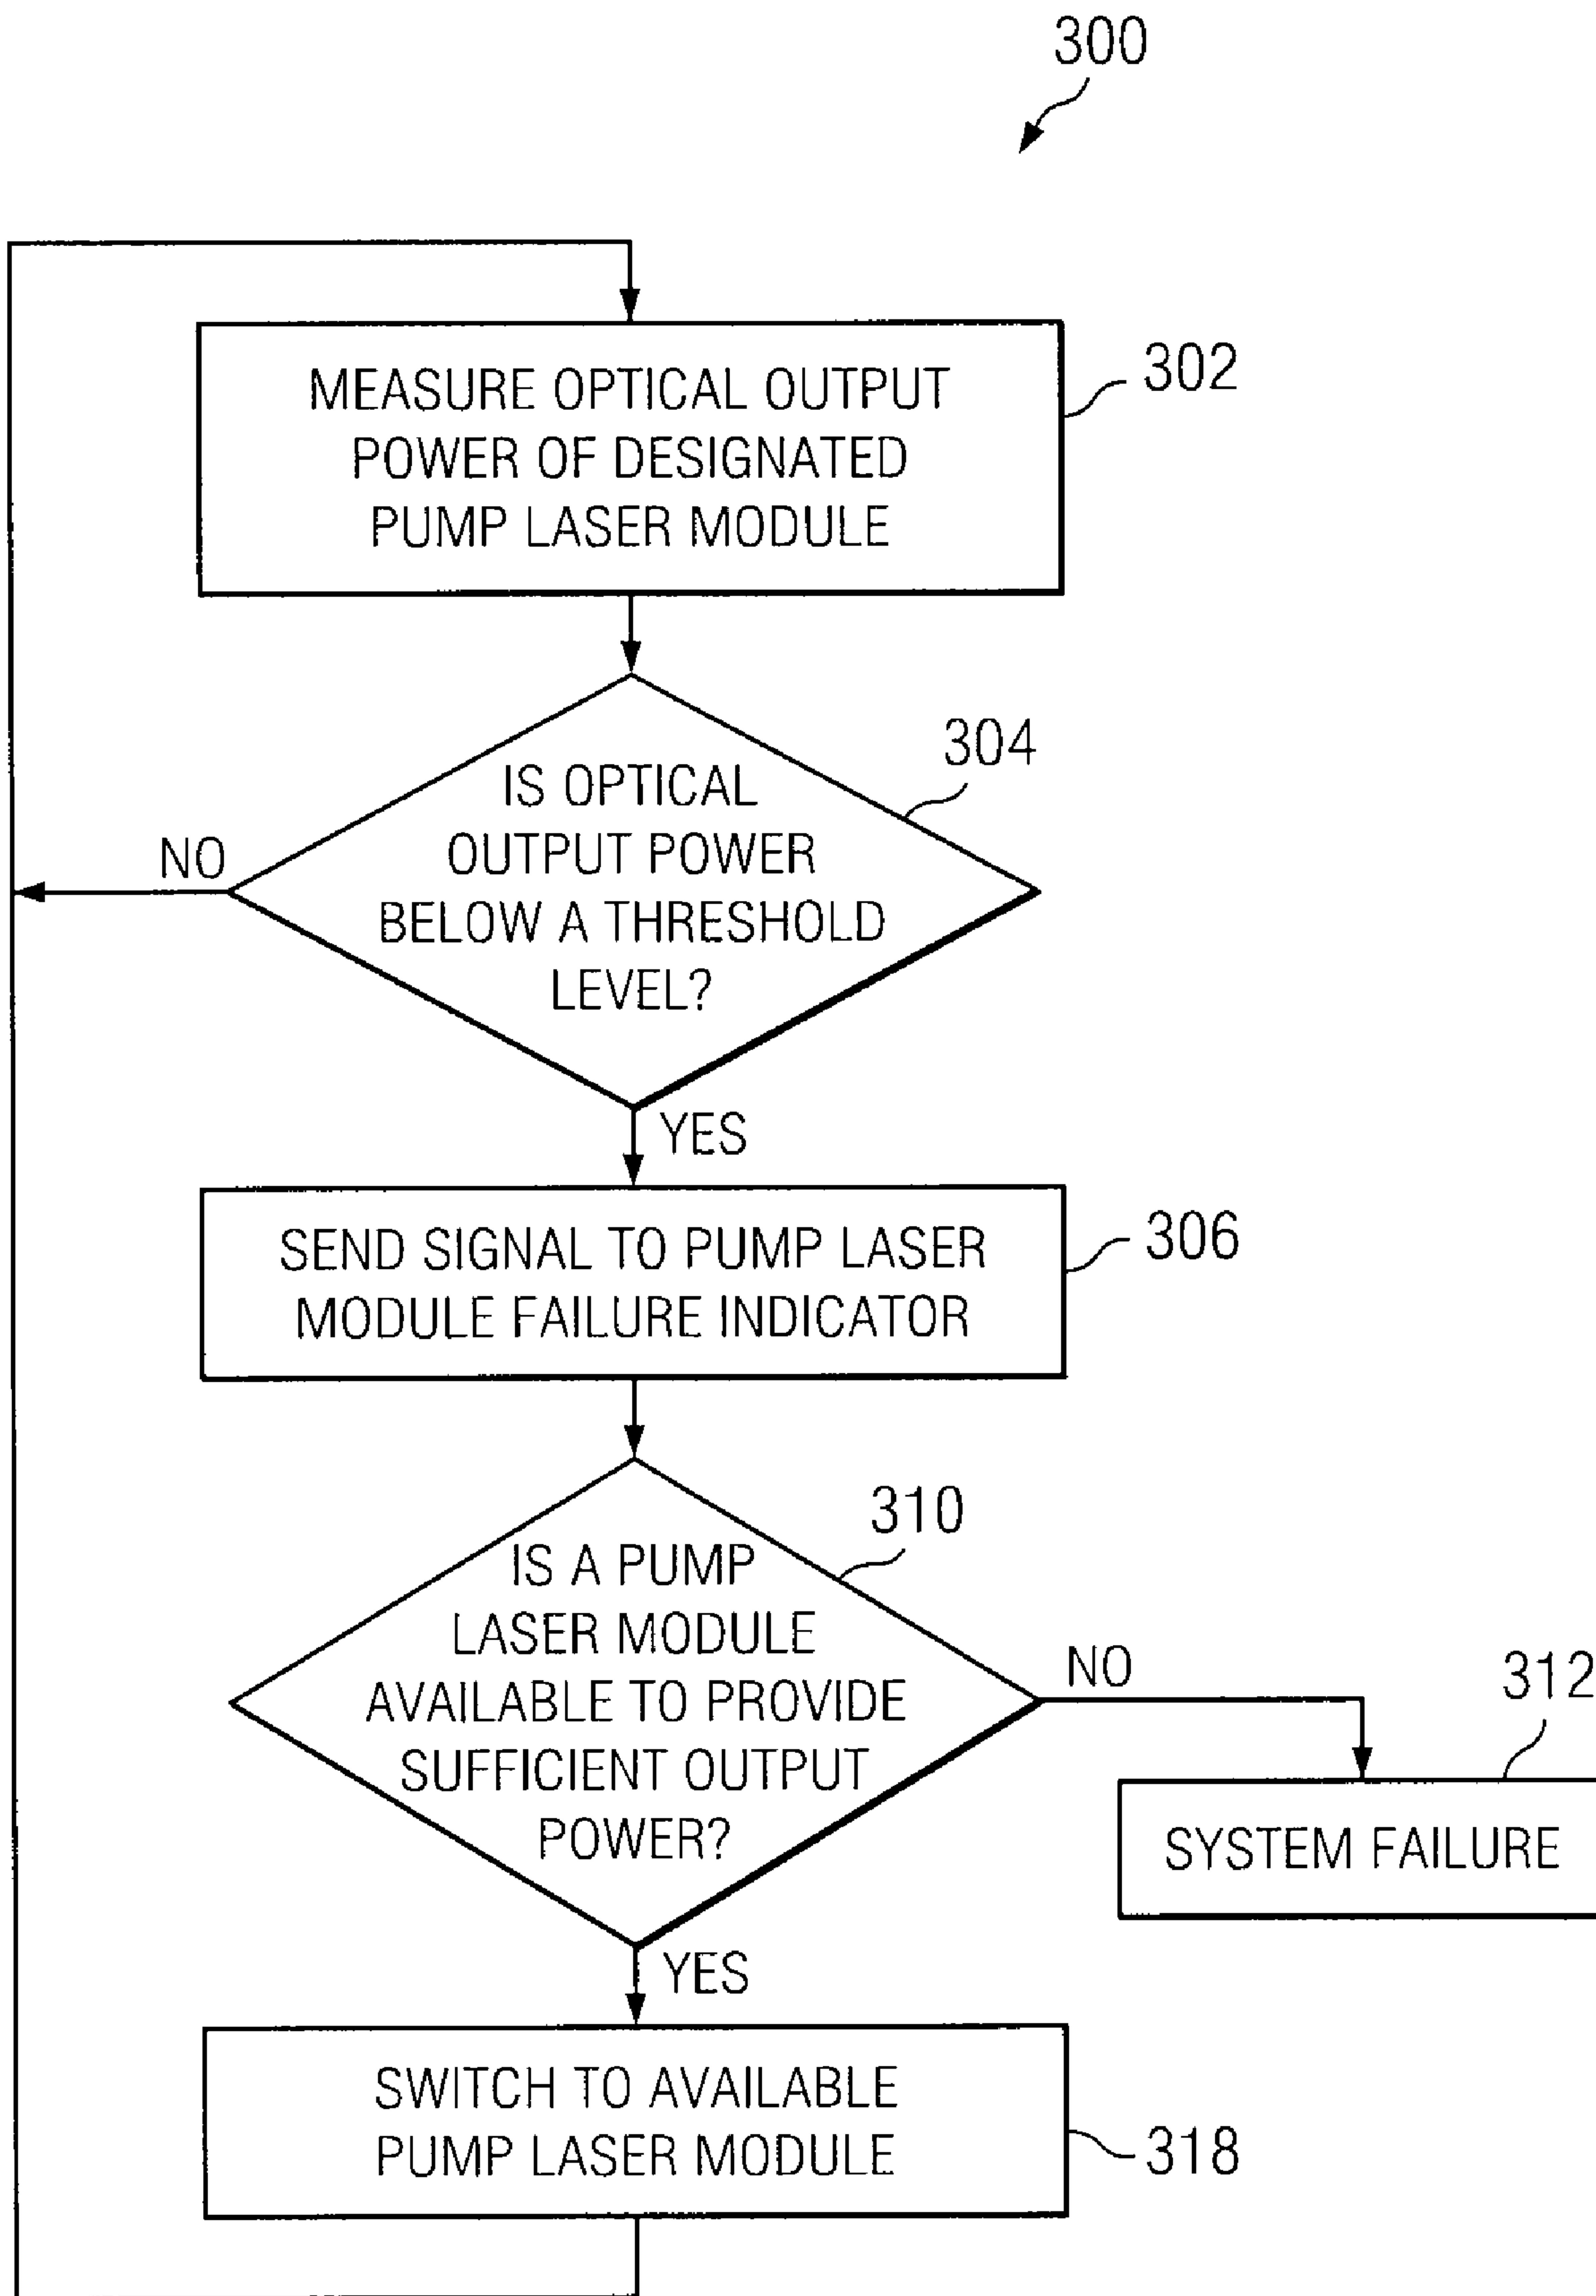 300
MEASURE OPTICAL OUTPUT
POWER OF DESIGNATED
PUMP LASER MODULE
302
304
IS OPTICAL
OUTPUT POWER
BELOW A THRESHOLD
LEVEL?
NO
YES
SEND SIGNAL TO PUMP LASER
MODULE FAILURE INDICATOR
306
310
IS A PUMP
LASER MODULE
AVAILABLE TO PROVIDE
SUFFICIENT OUTPUT
POWER?
NO
312
SYSTEM FAILURE
YES
SWITCH TO AVAILABLE
PUMP LASER MODULE
318